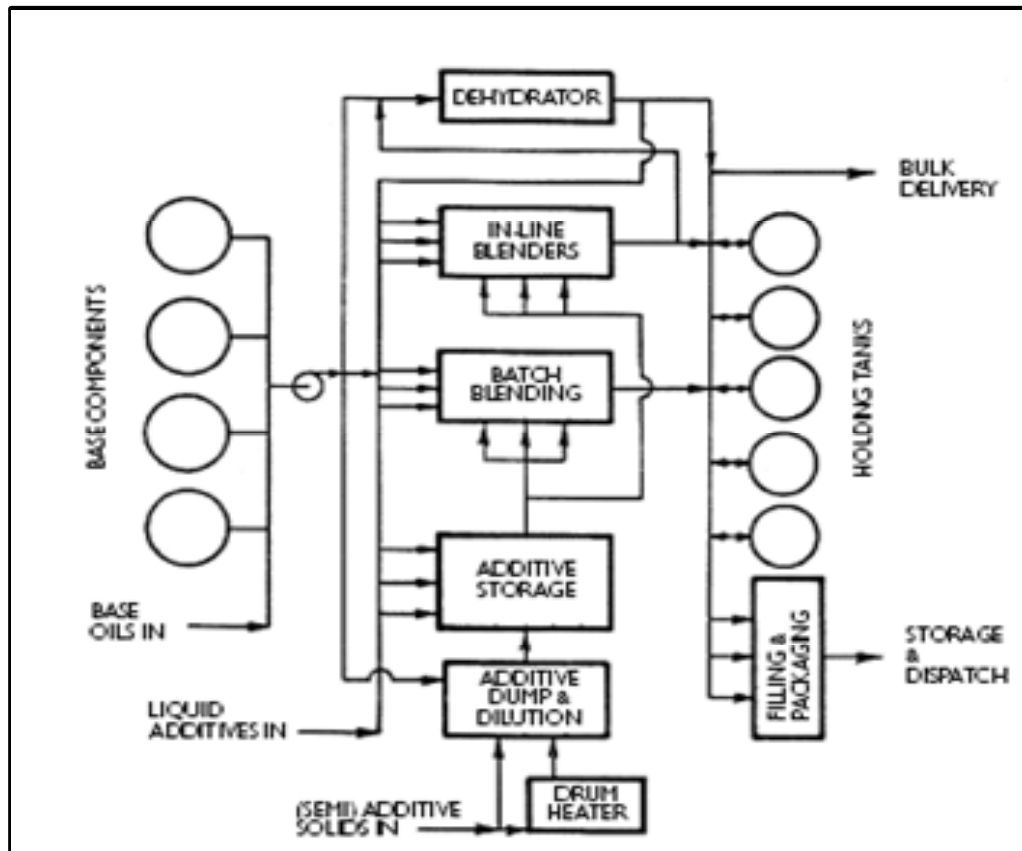 DEHYDRATOR
BULK
DELIVERY
IN-LINE
BLENDERS
BASE COMPONENTS
BATCH
BLENDING
HOLDING TANKS
ADDITIVE
STORAGE
BASE
OILS IN
FILLING &
PACKAGING
STORAGE
&
DISPATCH
ADDITIVE
DUMP &
DILUTION
LIQUID
ADDITIVES IN
(SEMI) ADDITIVE
SOLIDS IN
DRUM
HEATER